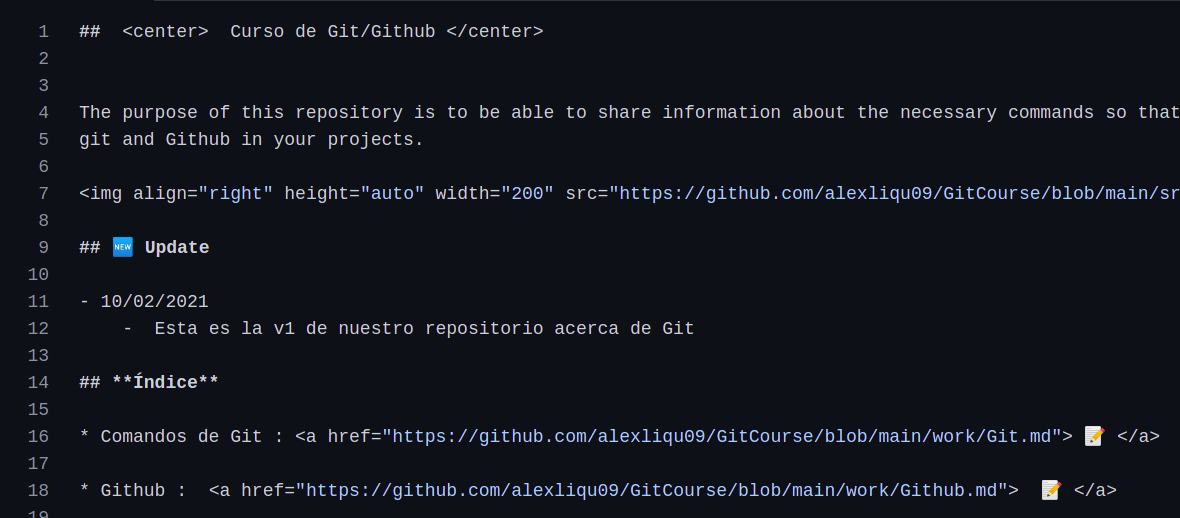 1 ##  <center>  Curso de Git/Github </center>
2
3
4 The purpose of this repository is to be able to share information about the necessary commands so that
5 git and Github in your projects.
6
7 <img align="right" height="auto" width="200" src="https://github.com/alexliqu09/GitCourse/blob/main/sr
8
9 ## 🆕 Update
10
11 - 10/02/2021
12     -  Esta es la v1 de nuestro repositorio acerca de Git
13
14 ## **Índice**
15
16 * Comandos de Git : <a href="https://github.com/alexliqu09/GitCourse/blob/main/work/Git.md"> 📝 </a>
17
18 * Github :  <a href="https://github.com/alexliqu09/GitCourse/blob/main/work/Github.md">  📝 </a>
19